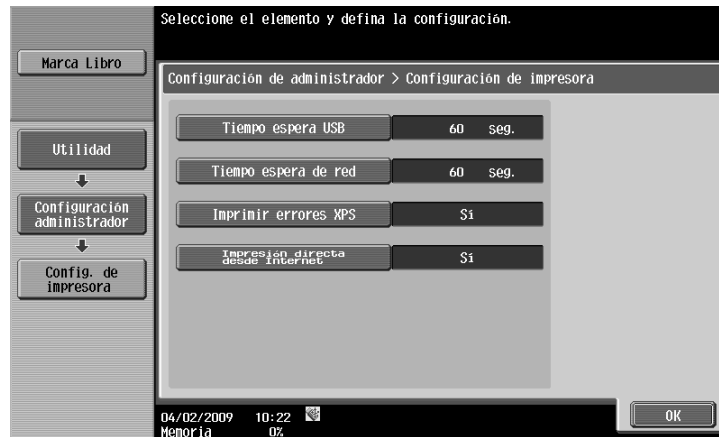 Seleccione el elemento y defina la configuración.
Marca Libro
Configuración de administrador > Configuración de impresora
Tiempo espera USB 60 seg.
Utilidad
Tiempo espera de red 60 seg.
Configuración
administrador
Imprimir errores XPS Sí
Impresión directa
desde Internet Sí
Config. de
impresora
04/02/2009 10:22
Memoria 0%
OK